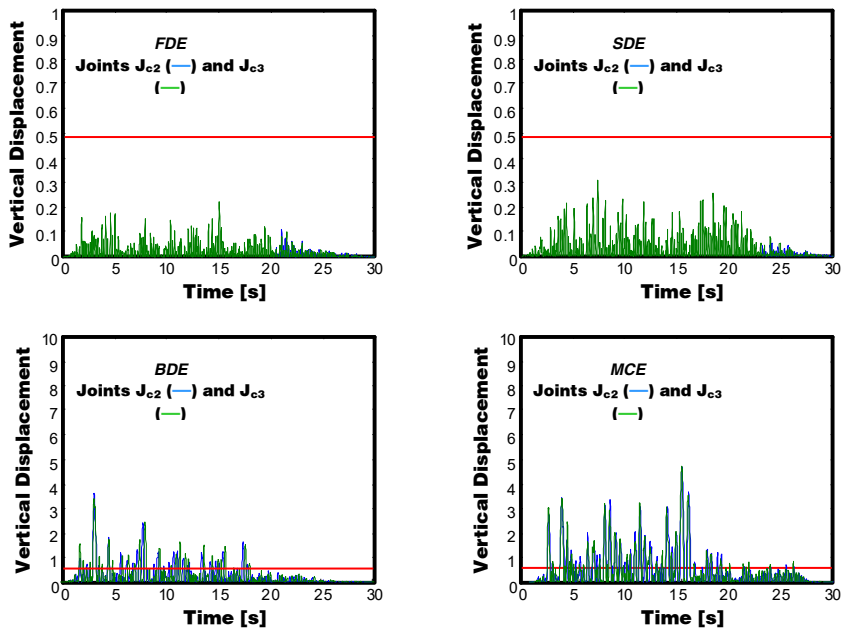 1
0.9
0.8
0.7
0.6
0.5
0.4
0.3
0.2
0.1
0
Vertical Displacement
FDE
Joints Jc2 (—) and Jc3
(—)
0 5 10 15 20 25 30
Time [s]
1
0.9
0.8
0.7
0.6
0.5
0.4
0.3
0.2
0.1
0
Vertical Displacement
SDE
Joints Jc2 (—) and Jc3
(—)
0 5 10 15 20 25 30
Time [s]
10
9
8
7
6
5
4
3
2
1
0
Vertical Displacement
BDE
Joints Jc2 (—) and Jc3
(—)
0 5 10 15 20 25 30
Time [s]
10
9
8
7
6
5
4
3
2
1
0
Vertical Displacement
MCE
Joints Jc2 (—) and Jc3
(—)
0 5 10 15 20 25 30
Time [s]